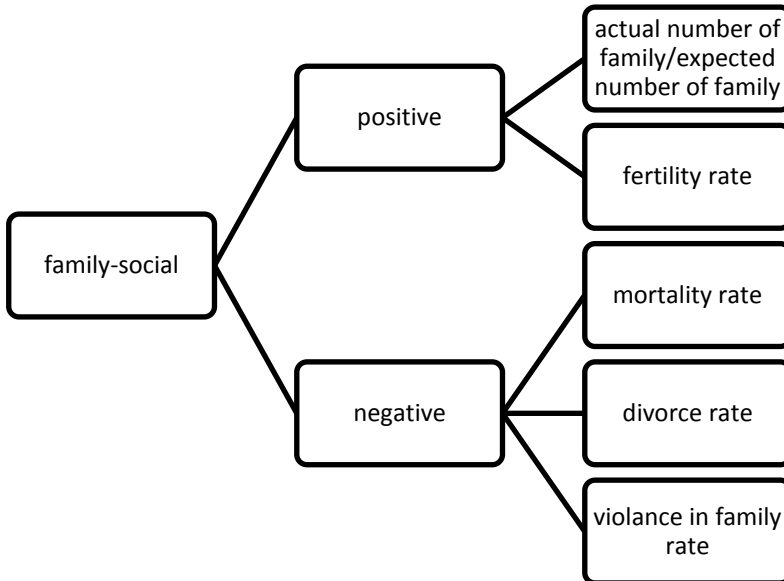 actual number of
family/expected
number of family
positive
fertility rate
family-social
mortality rate
negative
divorce rate
violance in family
rate